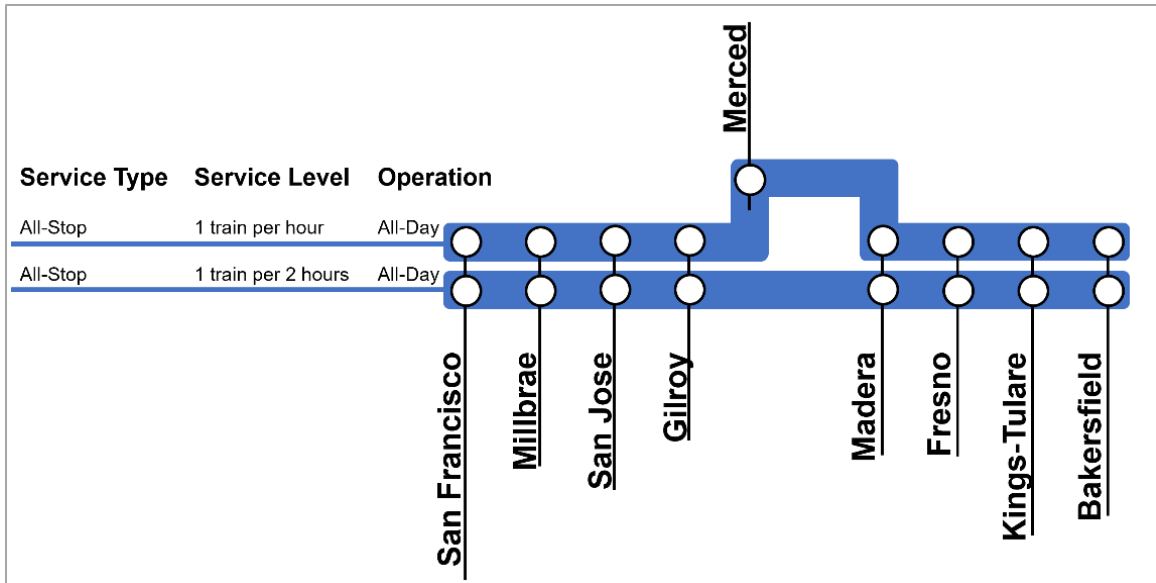 Merced
Service Type Service Level Operation
All-Stop 1 train per hour All-Day
All-Stop 1 train per 2 hours All-Day
San Francisco
Millbrae
San Jose
Gilroy
Madera
Fresno
Kings-Tulare
Bakersfield